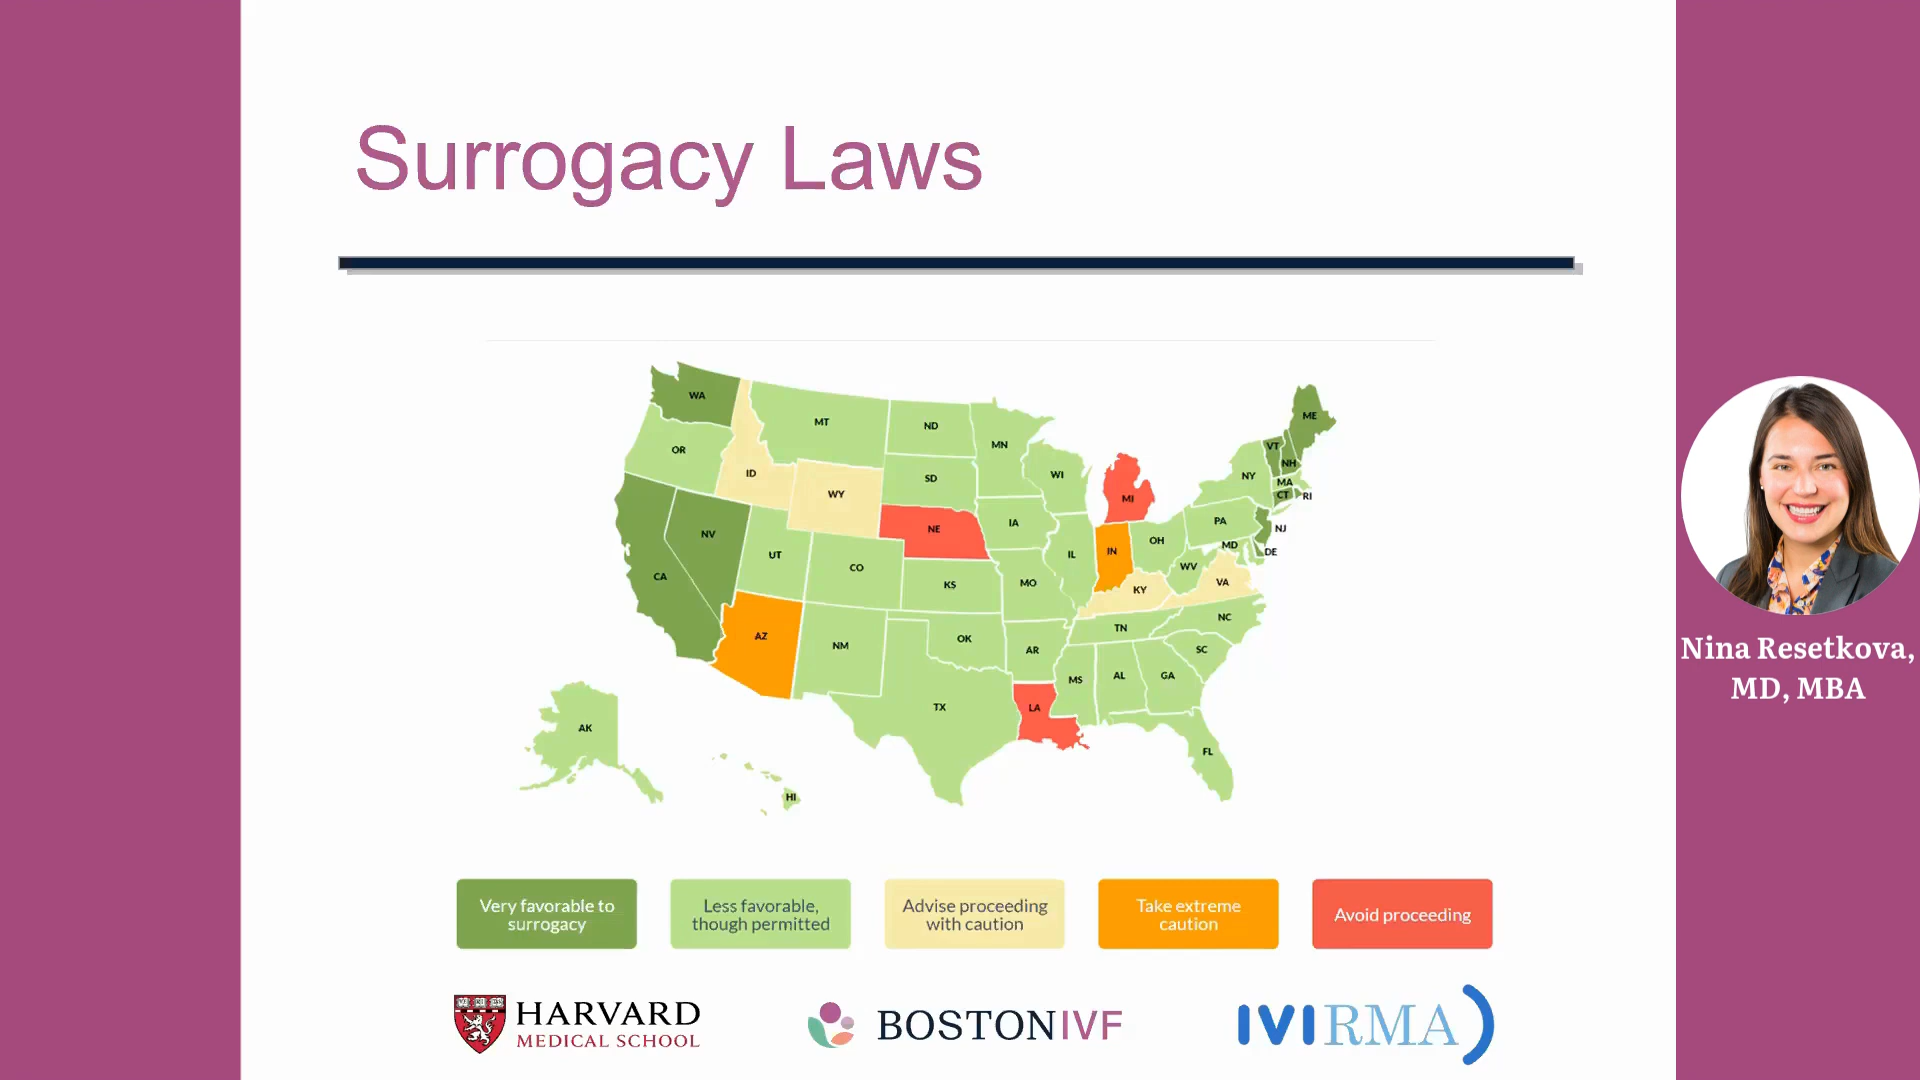 Surrogacy Laws
WA
MT
ND
MN
ME
OR
ID
WY
SD
WI
MI
NY
VT
NH
MA
CT
RI
NV
UT
CO
NE
IA
IL
IN
OH
PA
NJ
MD
DE
CA
KS
MO
KY
WV
VA
AZ
NM
OK
AR
TN
NC
SC
MS
AL
GA
TX
LA
FL
AK
HI
Very favorable to
surrogacy
Less favorable,
though permitted
Advise proceeding
with caution
Take extreme
caution
Avoid proceeding
HARVARD
MEDICAL SCHOOL
BOSTONIVF
IVIRMA
Nina Resetkova,
MD, MBA